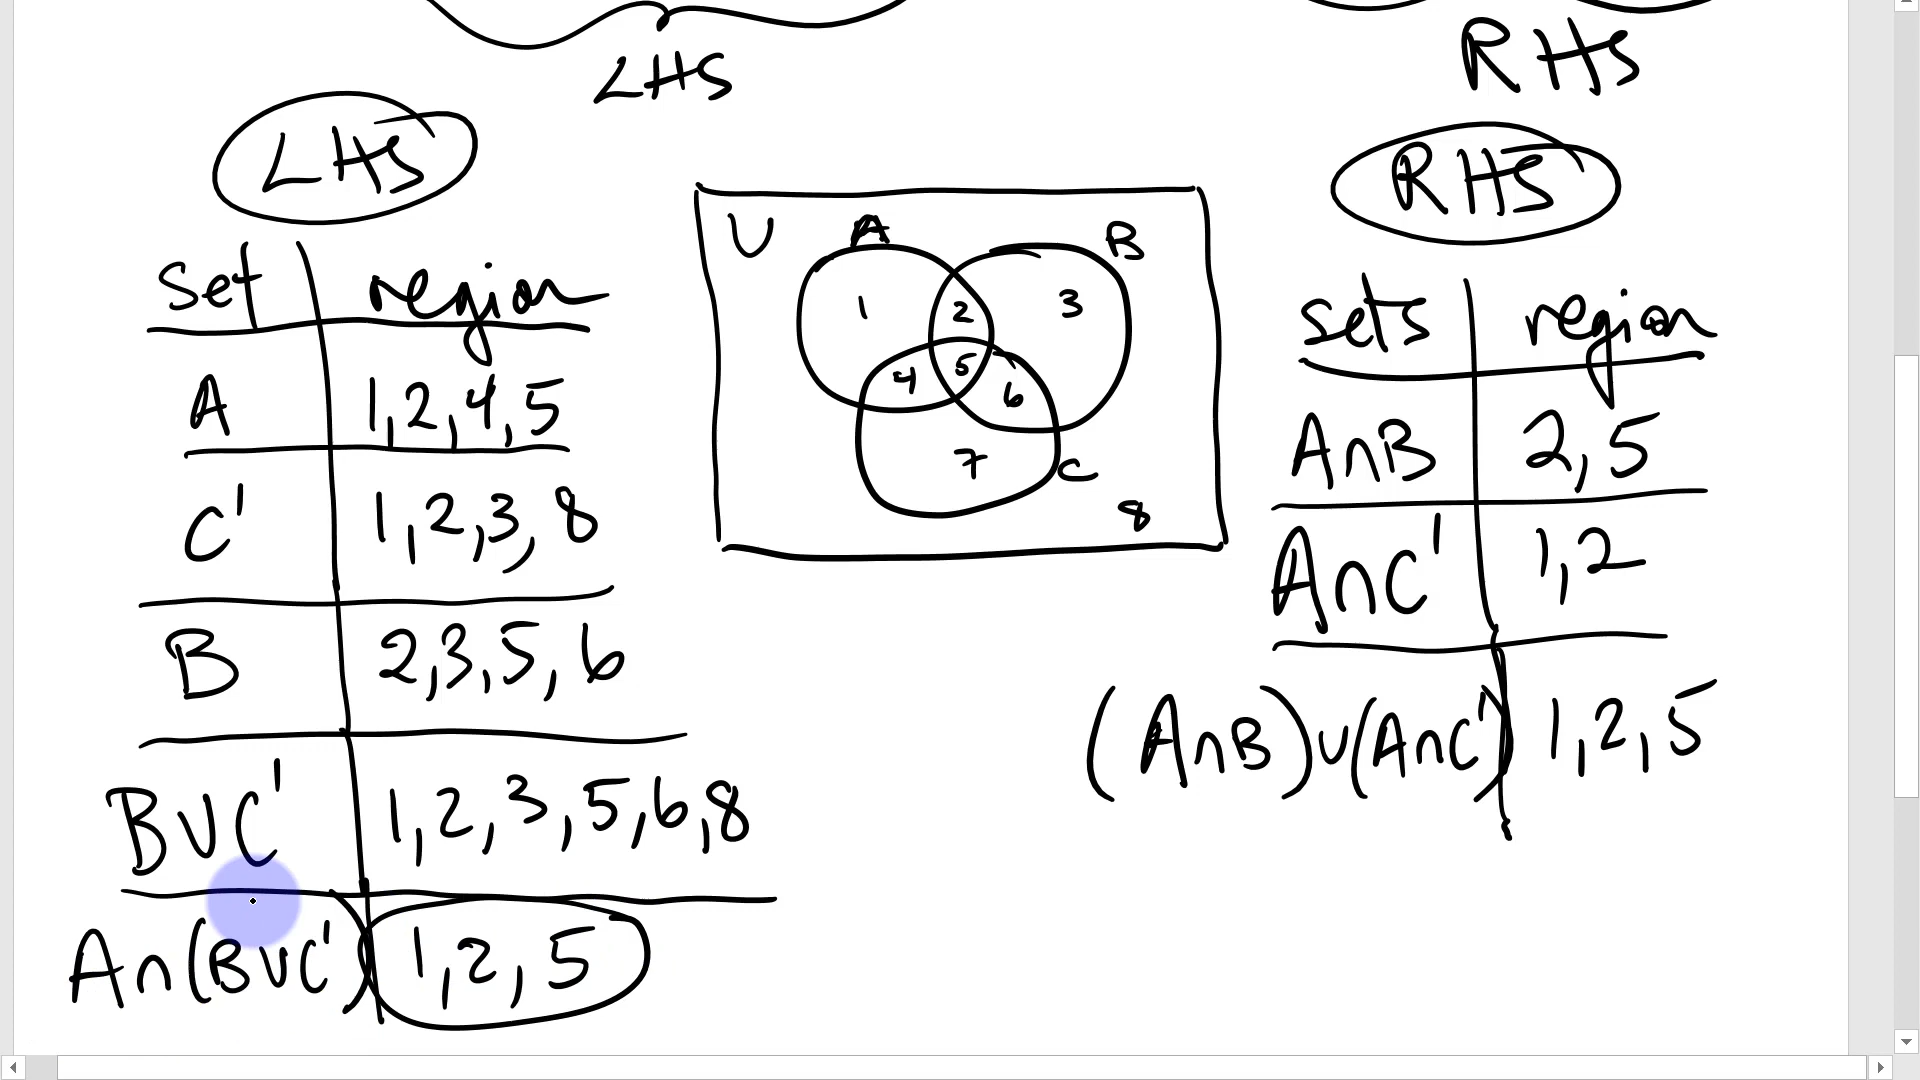 LHS
RHS
LHS
RHS
Set region
A 1,2,4,5
C' 1,2,3,8
B 2,3,5,6
B∪C' 1,2,3,5,6,8
A∩(B∪C') 1,2,5
U
A
B
1
2
3
4
5
6
7
C
8
sets region
A∩B 2,5
A∩C' 1,2
(A∩B)∪(A∩C') 1,2,5